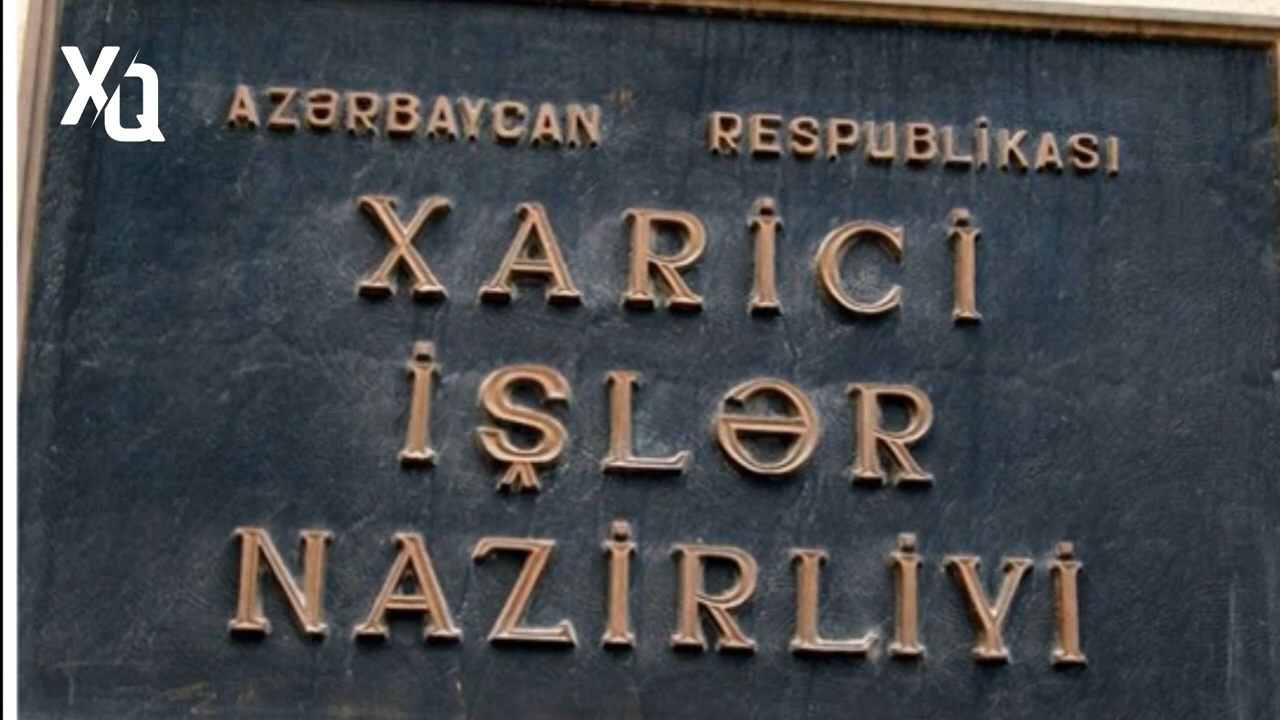 XQ
AZƏRBAYCAN RESPUBLİKASI
XARİCİ
İŞLƏR
NAZİRLİYİ